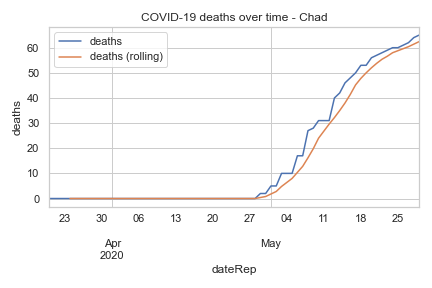 COVID-19 deaths over time - Chad
deaths
deaths (rolling)
60
50
40
30
20
10
0
deaths
23 30 06 13 20 27 04 11 18 25
Apr May
2020
dateRep